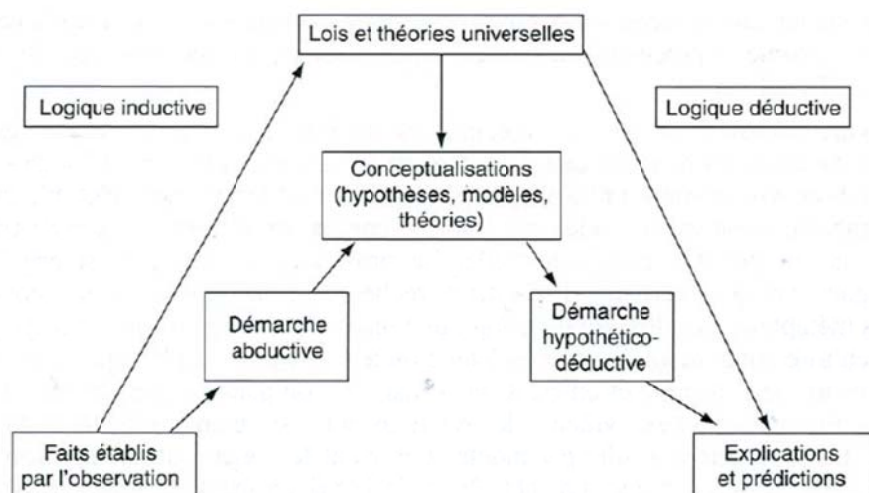 Lois et théories universelles
Logique inductive
Logique déductive
Conceptualisations
(hypothèses, modèles,
théories)
Démarche
abductive
Démarche
hypothético-
déductive
Faits établis
par l'observation
Explications
et prédictions